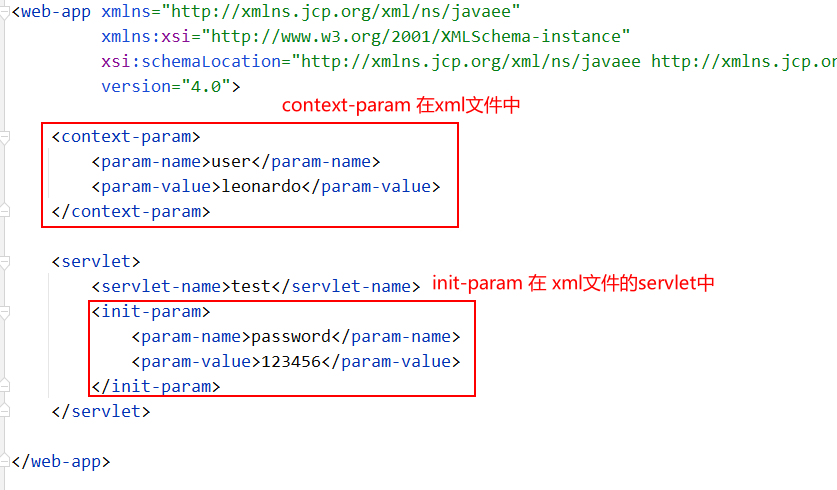 <web-app xmlns="http://xmlns.jcp.org/xml/ns/javaee"
xmlns:xsi="http://www.w3.org/2001/XMLSchema-instance"
xsi:schemaLocation="http://xmlns.jcp.org/xml/ns/javaee http://xmlns.jcp.or
version="4.0">
context-param 在xml文件中
<context-param>
<param-name>user</param-name>
<param-value>leonardo</param-value>
</context-param>
<servlet>
<servlet-name>test</servlet-name>
init-param 在 xml文件的servlet中
<init-param>
<param-name>password</param-name>
<param-value>123456</param-value>
</init-param>
</servlet>
</web-app>